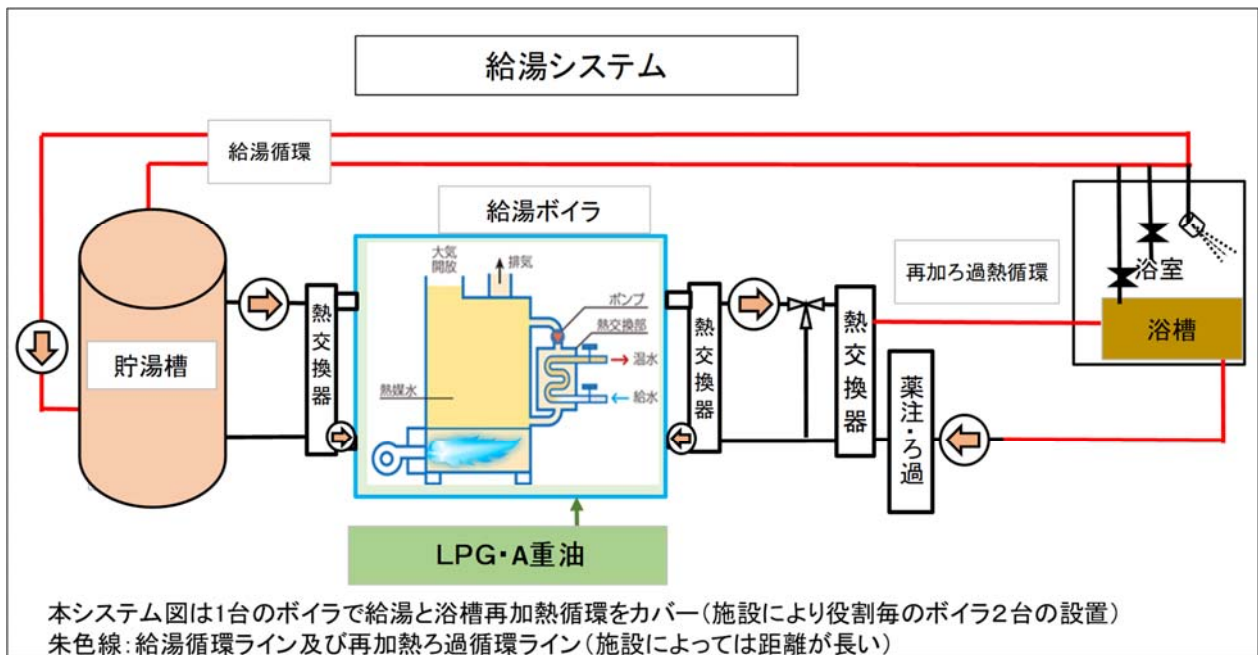 給湯システム
給湯循環
給湯ボイラ
大気
開放
排気
ポンプ
熱交換部
温水
給水
熱媒水
貯湯槽
熱交換器
熱交換器
熱交換器
再加ろ過熱循環
浴室
浴槽
薬注・ろ過
LPG・A重油
本システム図は1台のボイラで給湯と浴槽再加熱循環をカバー(施設により役割毎のボイラ2台の設置)
朱色線:給湯循環ライン及び再加熱ろ過循環ライン(施設によっては距離が長い)